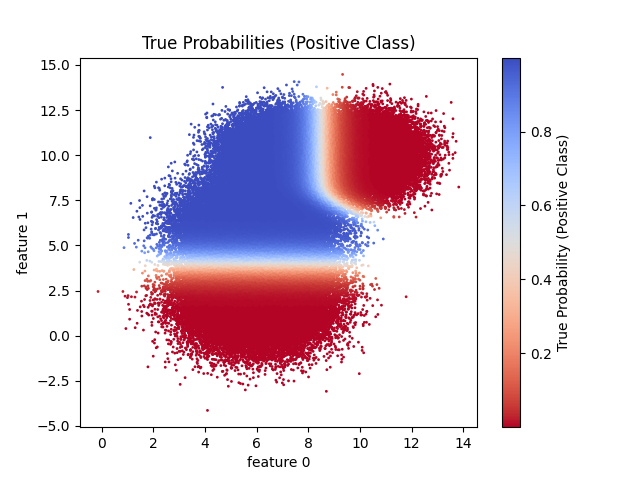 True Probabilities (Positive Class)
15.0
12.5
10.0
7.5
5.0
2.5
0.0
−2.5
−5.0
feature 1
0 2 4 6 8 10 12 14
feature 0
0.8
0.6
0.4
0.2
True Probability (Positive Class)